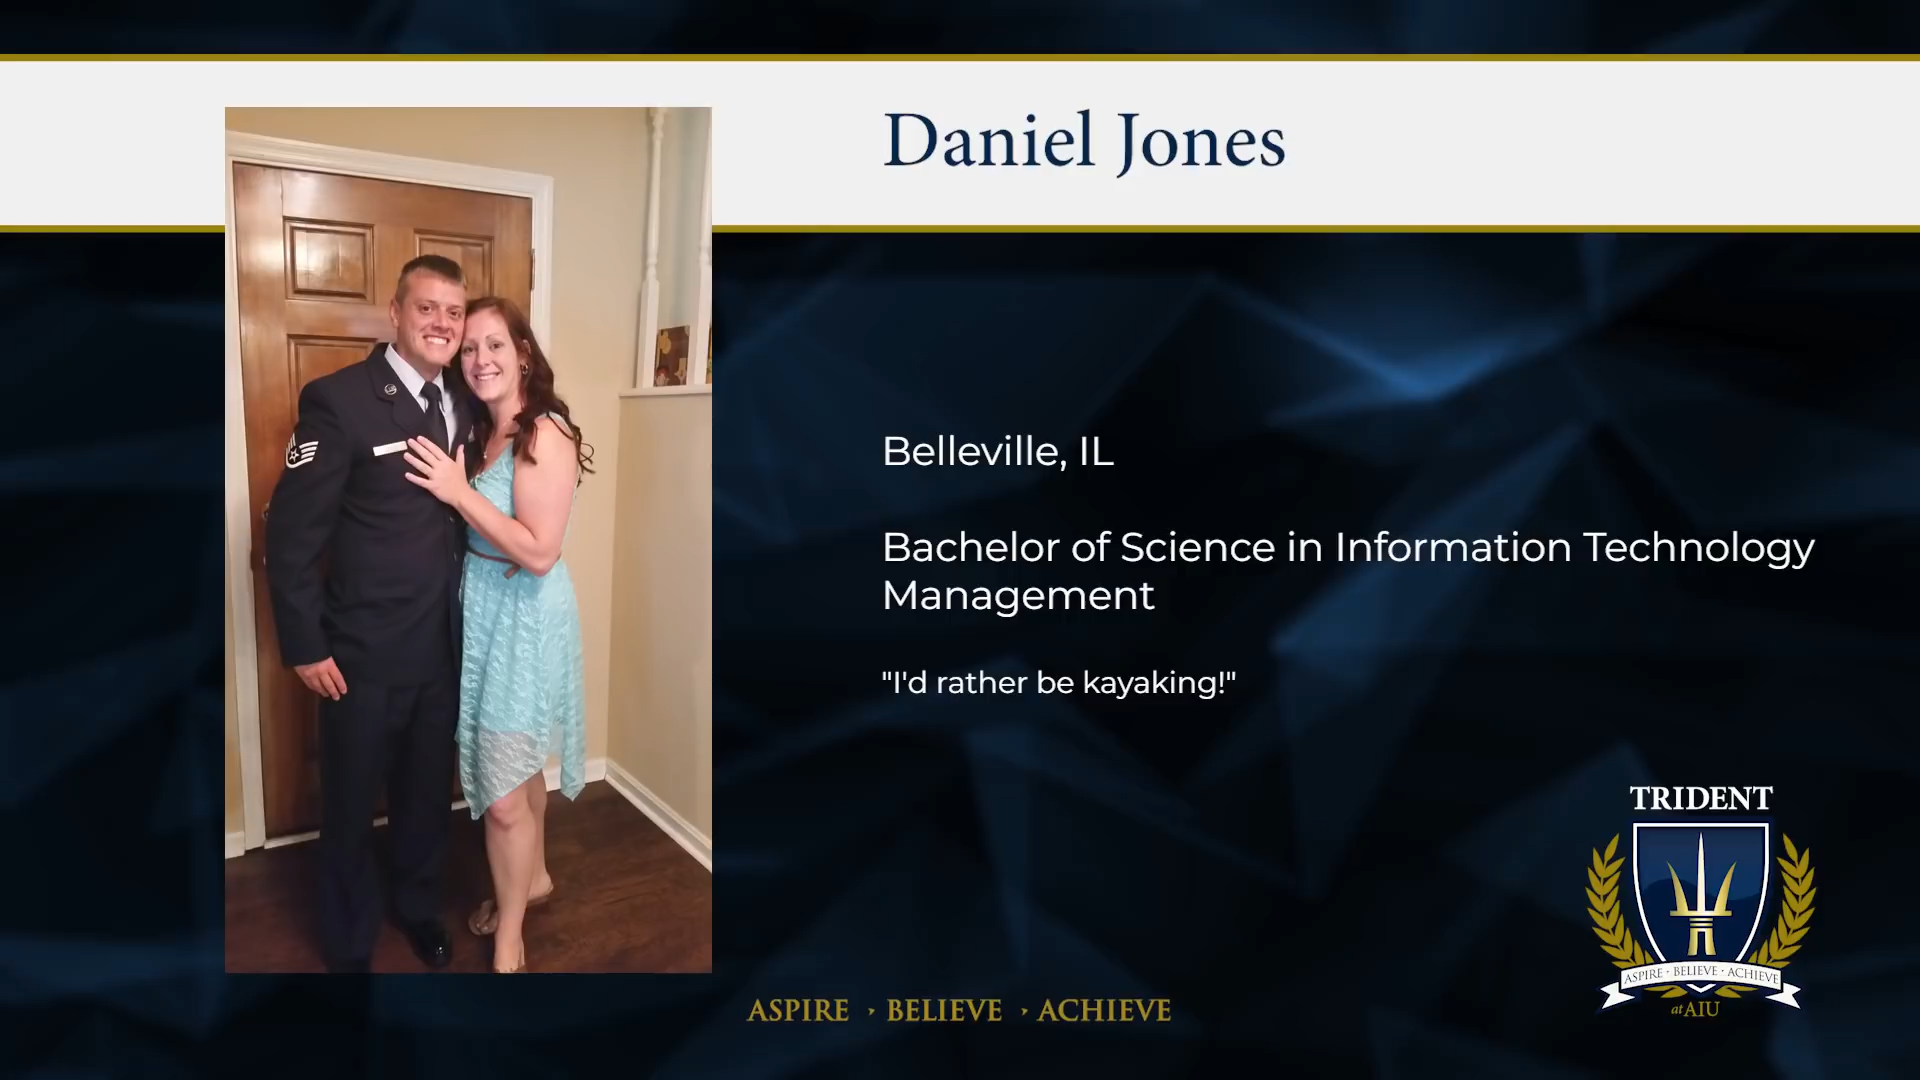 Daniel Jones
Belleville, IL
Bachelor of Science in Information Technology
Management
"I'd rather be kayaking!"
TRIDENT
ASPIRE · BELIEVE · ACHIEVE
at AIU
ASPIRE · BELIEVE · ACHIEVE